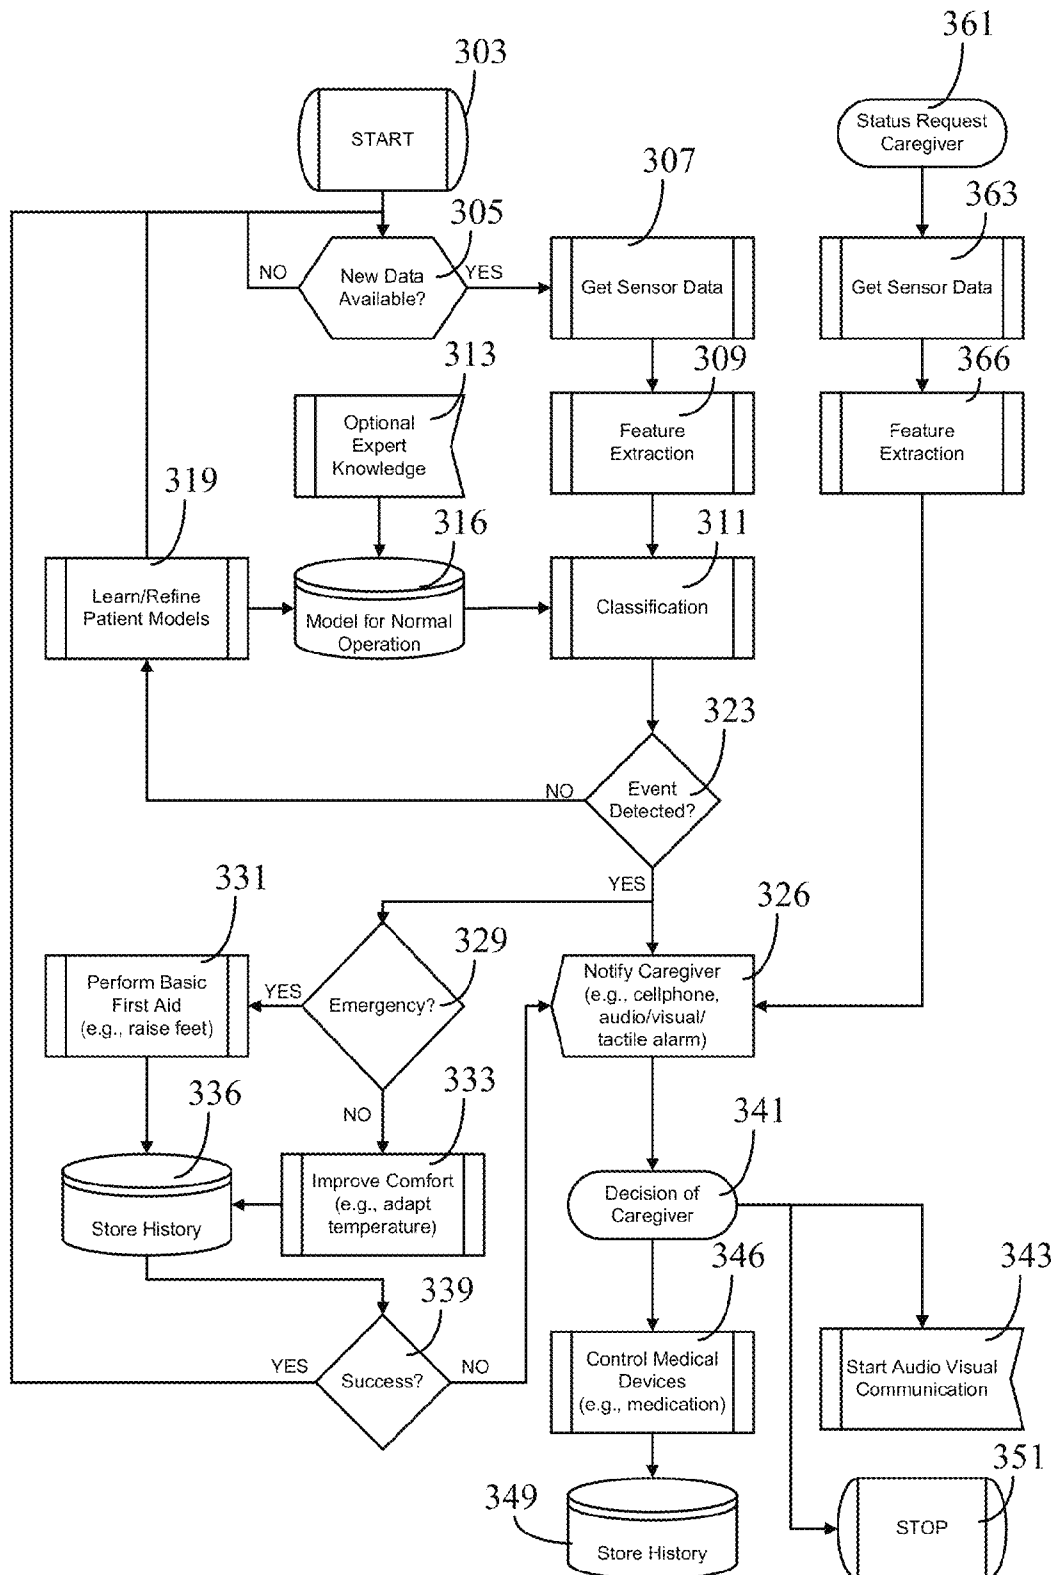 361
303
START
Status Request
Caregiver
307
363
305
NO
New Data
Available?
YES
Get Sensor Data
Get Sensor Data
313
309
366
Optional
Expert
Knowledge
Feature
Extraction
Feature
Extraction
319
316
311
Learn/Refine
Patient Models
Model for Normal
Operation
Classification
323
NO
Event
Detected?
YES
331
329
326
Perform Basic
First Aid
(e.g., raise feet)
YES
Emergency?
Notify Caregiver
(e.g., cellphone,
audio/visual/
tactile alarm)
336
NO
333
341
Store History
Improve Comfort
(e.g., adapt
temperature)
Decision of
Caregiver
339
346
343
YES
Success?
NO
Control Medical
Devices
(e.g., medication)
Start Audio Visual
Communication
351
349
Store History
STOP